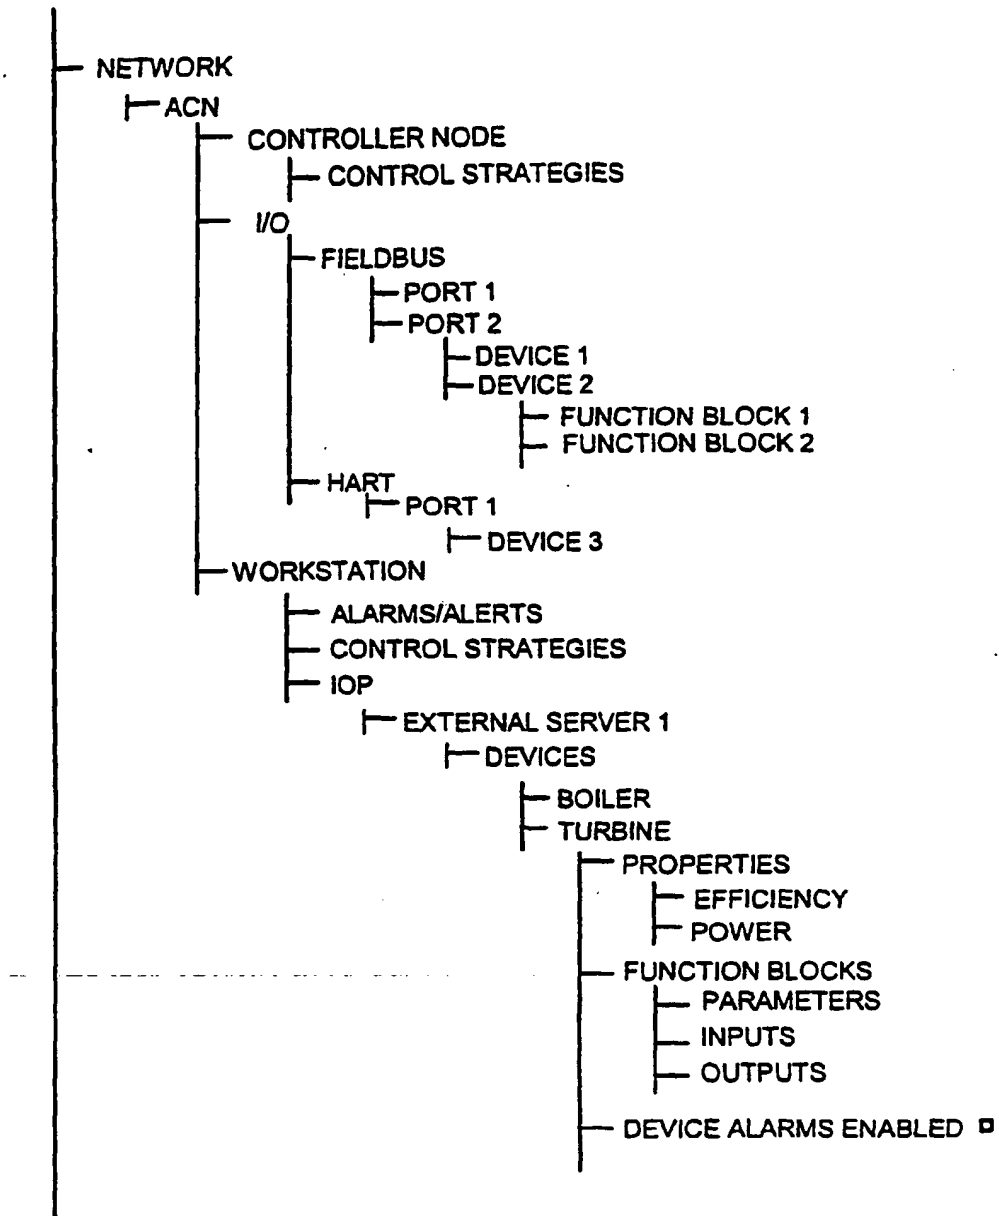 NETWORK
ACN
CONTROLLER NODE
CONTROL STRATEGIES
I/O
FIELDBUS
PORT 1
PORT 2
DEVICE 1
DEVICE 2
FUNCTION BLOCK 1
FUNCTION BLOCK 2
HART
PORT 1
DEVICE 3
WORKSTATION
ALARMS/ALERTS
CONTROL STRATEGIES
IOP
EXTERNAL SERVER 1
DEVICES
BOILER
TURBINE
PROPERTIES
EFFICIENCY
POWER
FUNCTION BLOCKS
PARAMETERS
INPUTS
OUTPUTS
DEVICE ALARMS ENABLED